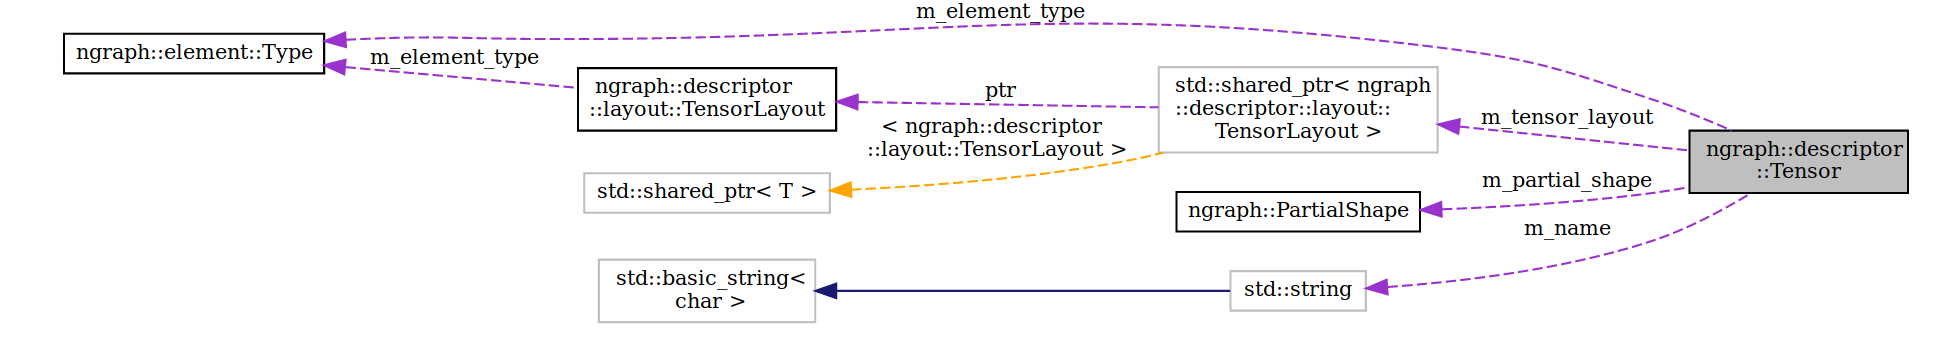 m_element_type
ngraph::element::Type
m_element_type
ngraph::descriptor
::layout::TensorLayout
ptr
< ngraph::descriptor
::layout::TensorLayout >
std::shared_ptr< ngraph
::descriptor::layout::
TensorLayout >
m_tensor_layout
ngraph::descriptor
::Tensor
std::shared_ptr< T >
m_partial_shape
ngraph::PartialShape
m_name
std::basic_string<
char >
std::string